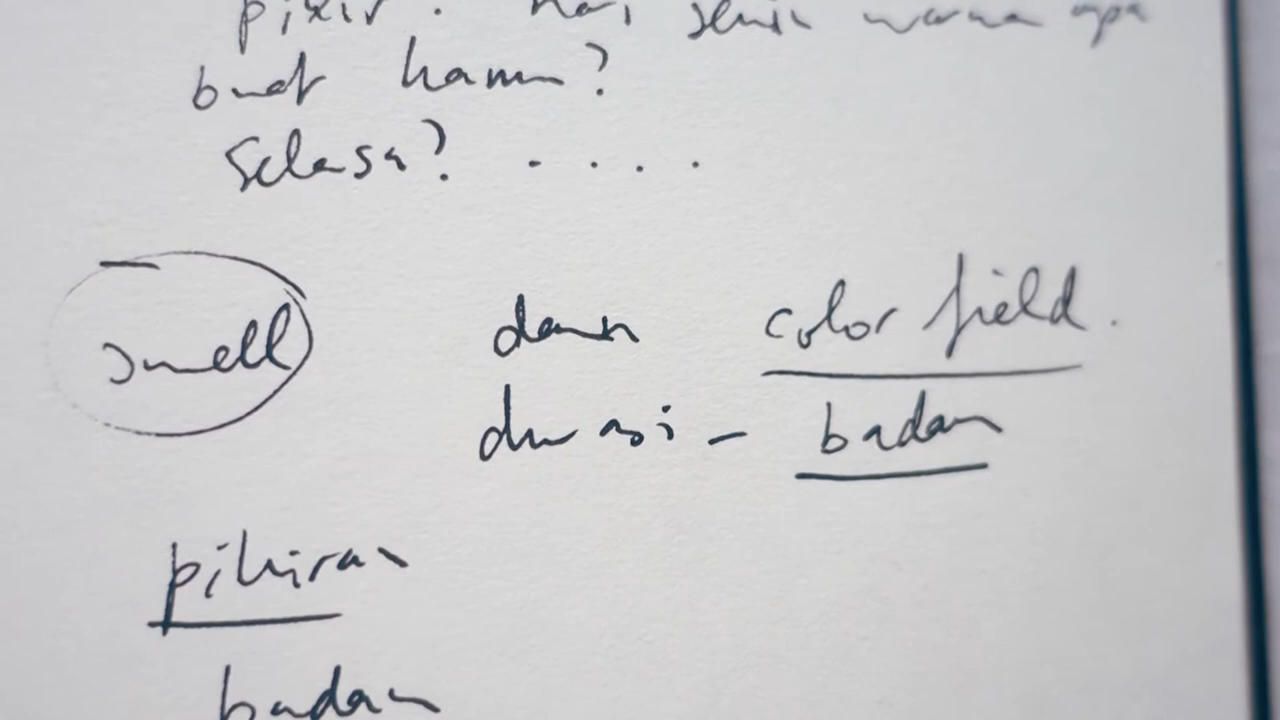 pikir. Hari senin warna apa
buat kamu?
Selasa? . . . . .
smell dan color field.
durasi - badan
pikiran
badan